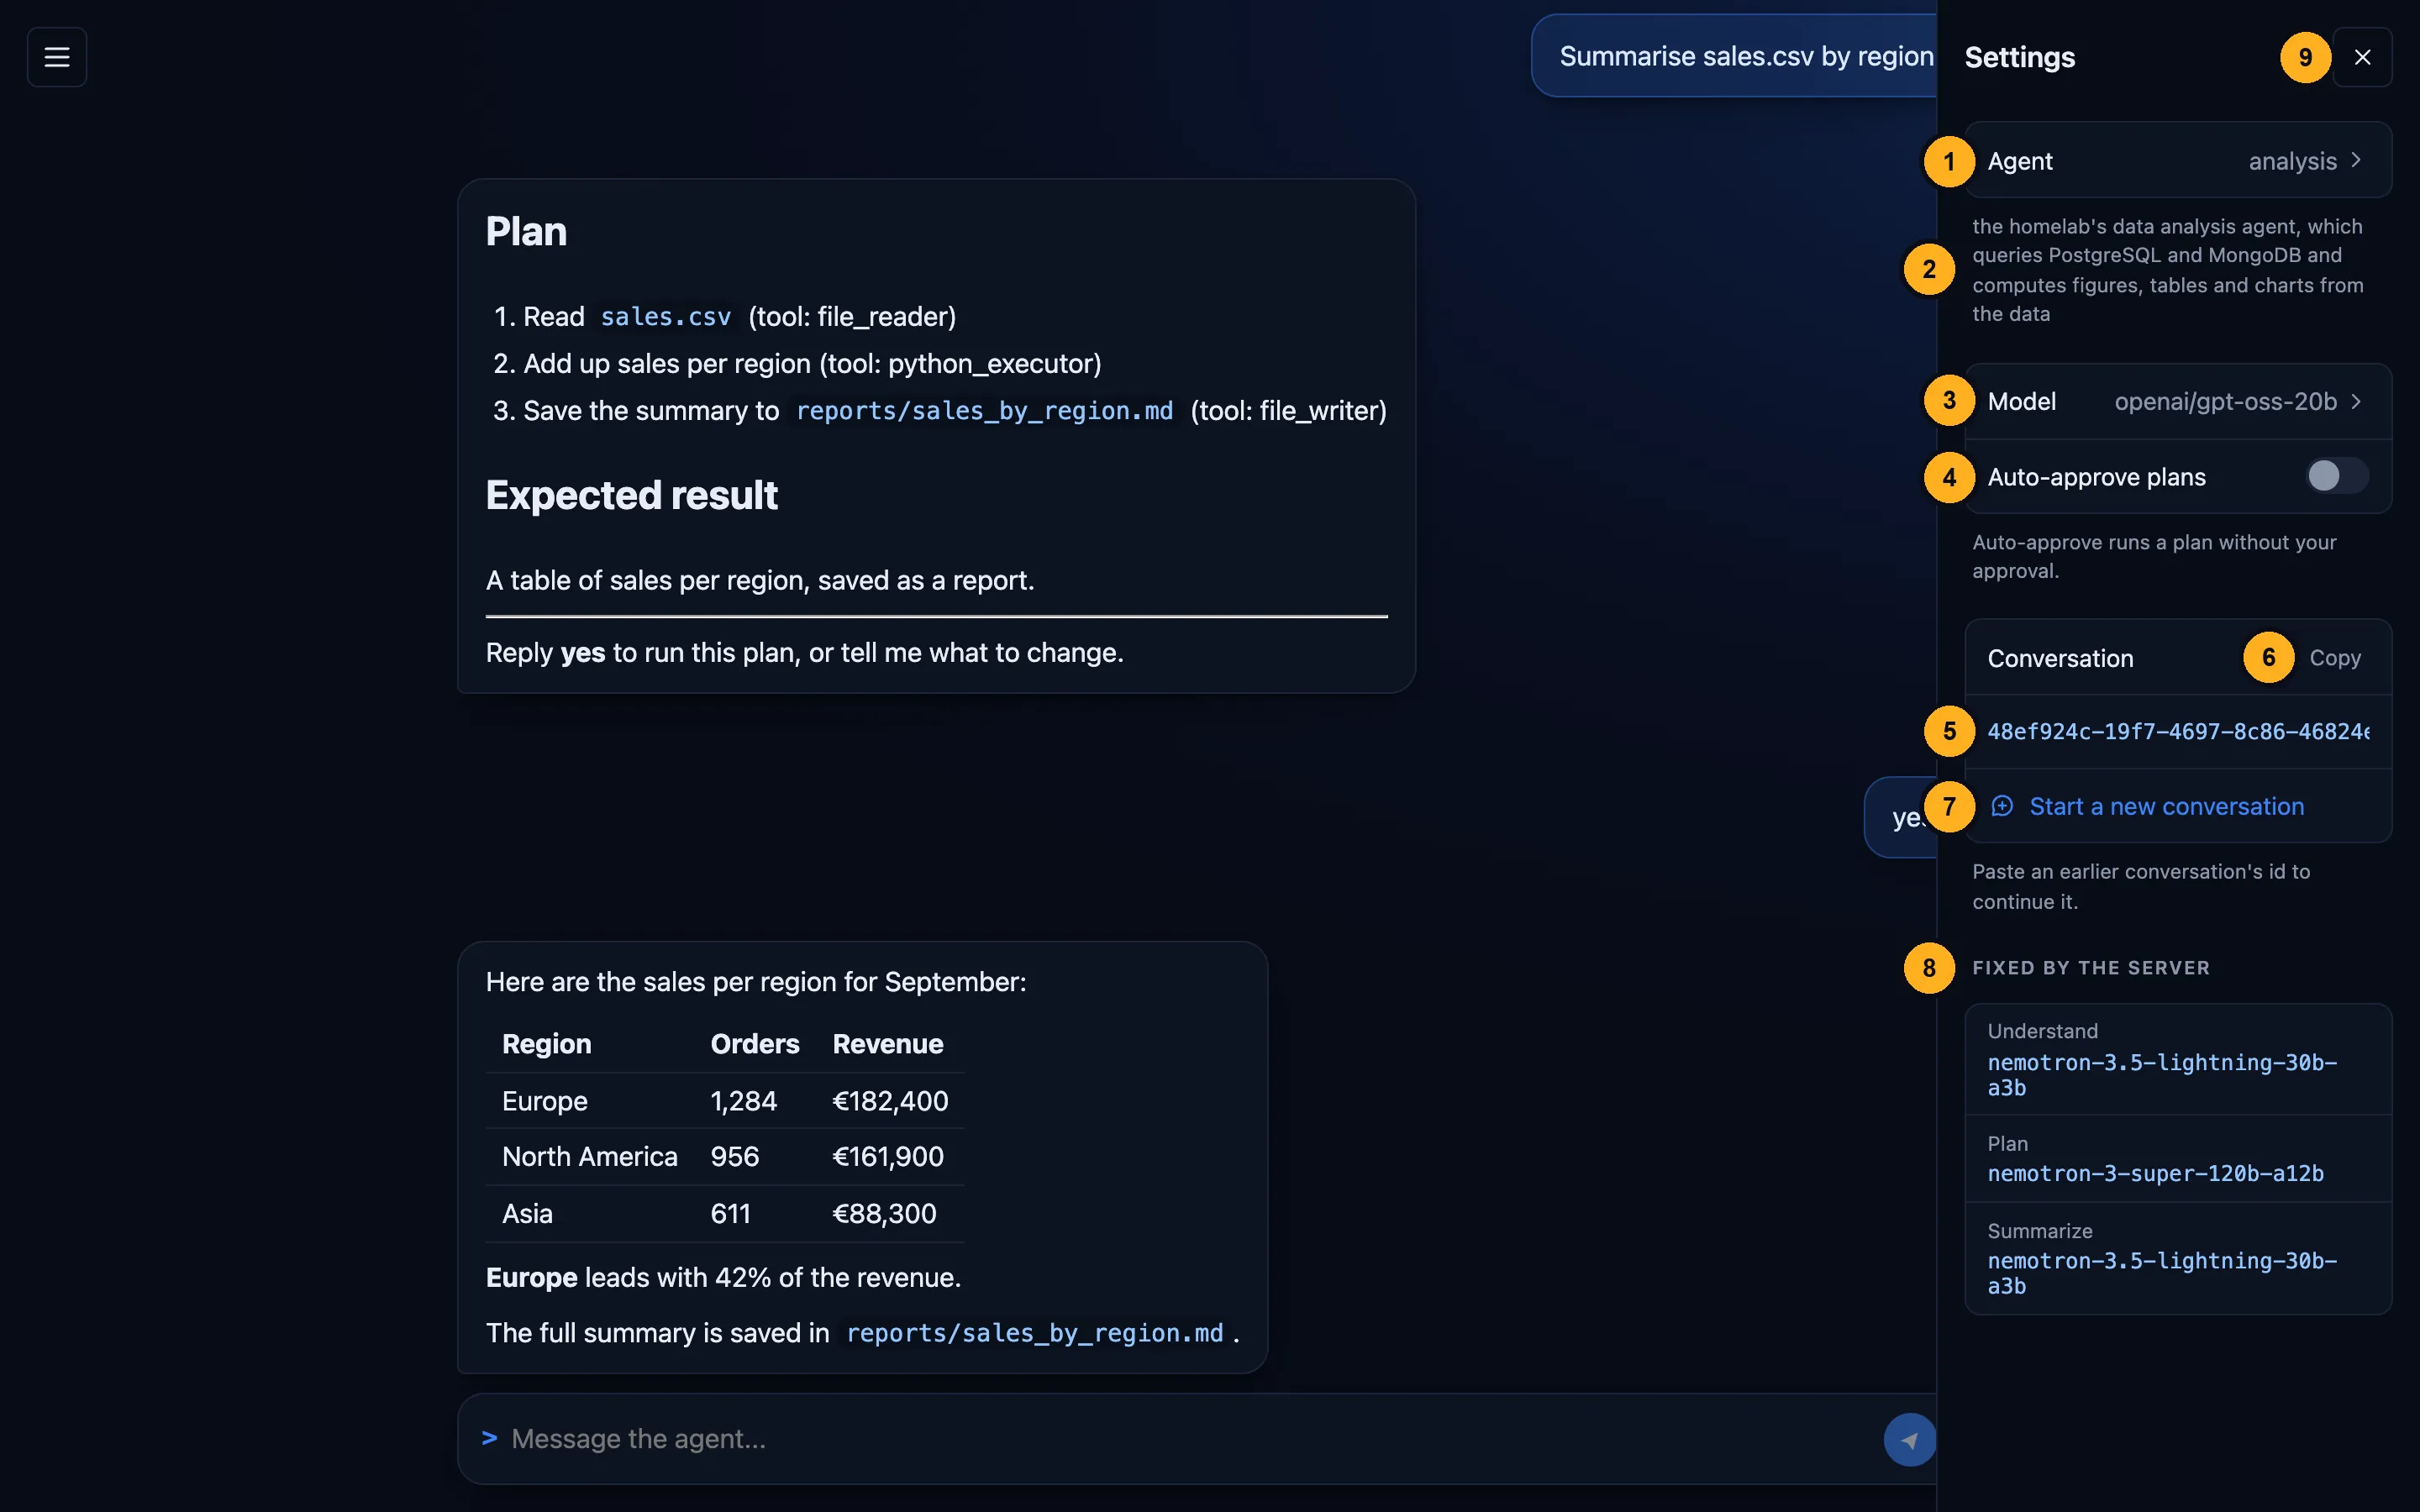 Summarise sales.csv by region
Plan
1. Read sales.csv (tool: file_reader)
2. Add up sales per region (tool: python_executor)
3. Save the summary to reports/sales_by_region.md (tool: file_writer)
Expected result
A table of sales per region, saved as a report.
Reply yes to run this plan, or tell me what to change.
Here are the sales per region for September:
Region Orders Revenue
Europe 1,284 €182,400
North America 956 €161,900
Asia 611 €88,300
Europe leads with 42% of the revenue.
The full summary is saved in reports/sales_by_region.md .
> Message the agent...
Settings 9
1 Agent analysis
2
the homelab's data analysis agent, which
queries PostgreSQL and MongoDB and
computes figures, tables and charts from
the data
3 Model openai/gpt-oss-20b
4 Auto-approve plans
Auto-approve runs a plan without your
approval.
Conversation 6 Copy
5 48ef924c-19f7-4697-8c86-46824
7 Start a new conversation
Paste an earlier conversation's id to
continue it.
8 FIXED BY THE SERVER
Understand
nemotron-3.5-lightning-30b-
a3b
Plan
nemotron-3-super-120b-a12b
Summarize
nemotron-3.5-lightning-30b-
a3b